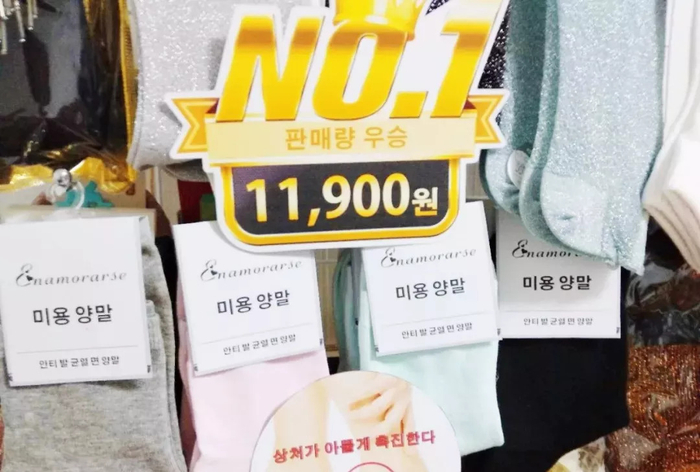 NO.1
판매량 우승
11,900원
Enamorarse
미용 양말
안티 발 균열 면 양말
Enamorarse
미용 양말
안티 발 균열 면 양말
Enamorarse
미용 양말
안티 발 균열 면 양말
Enamorarse
미용 양말
안티 발 균열 면 양말
상처가 아물게 촉진한다